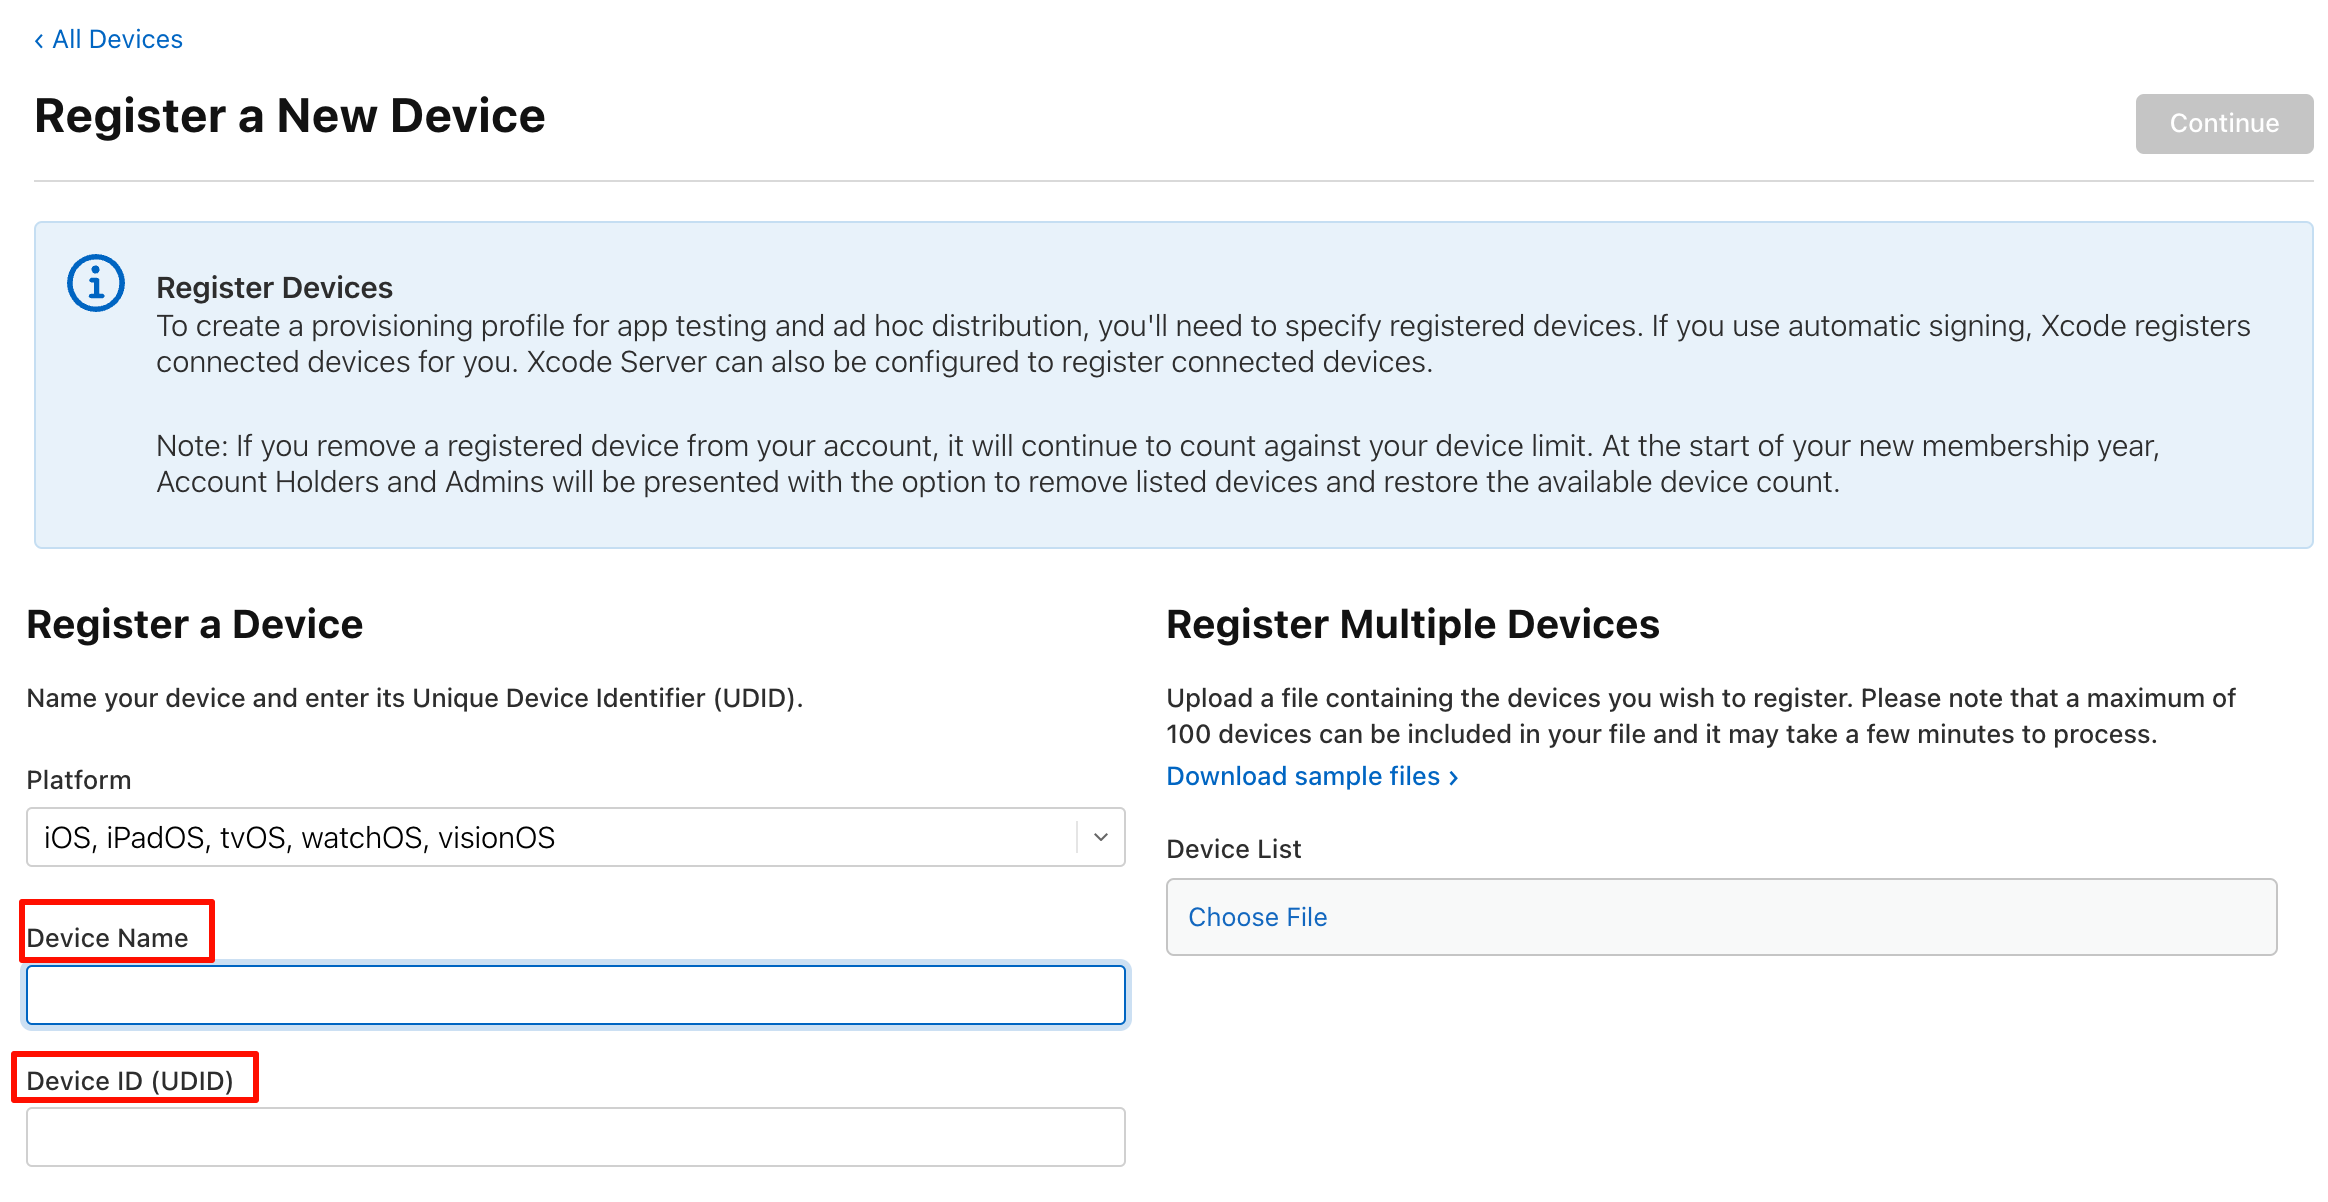 ‹ All Devices
Register a New Device
Continue
Register Devices
To create a provisioning profile for app testing and ad hoc distribution, you'll need to specify registered devices. If you use automatic signing, Xcode registers
connected devices for you. Xcode Server can also be configured to register connected devices.
Note: If you remove a registered device from your account, it will continue to count against your device limit. At the start of your new membership year,
Account Holders and Admins will be presented with the option to remove listed devices and restore the available device count.
Register a Device
Name your device and enter its Unique Device Identifier (UDID).
Platform
iOS, iPadOS, tvOS, watchOS, visionOS
Device Name
Device ID (UDID)
Register Multiple Devices
Upload a file containing the devices you wish to register. Please note that a maximum of
100 devices can be included in your file and it may take a few minutes to process.
Download sample files ›
Device List
Choose File